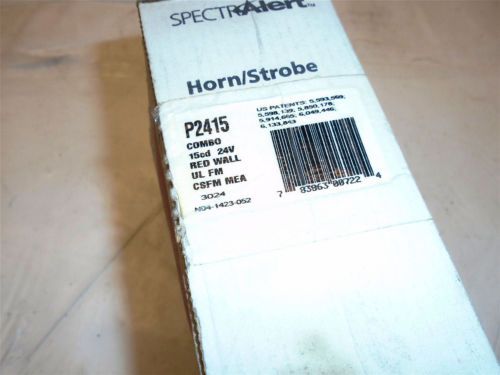 SPECTRAlert™
Horn/Strobe
P2415
COMBO
15cd 24V
RED WALL
UL FM
CSFM MEA
3024
N04-1423-052
US PATENTS: 5,593,569,
5,598,139, 5,850,178,
5,914,665, 6,049,446,
6,133,843
7 83863 00722 4